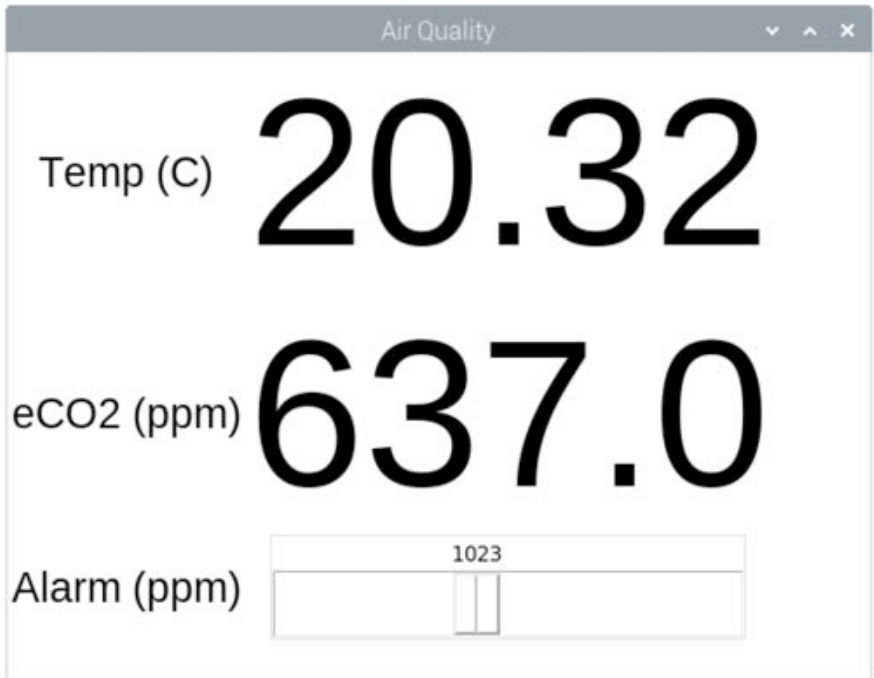 Air Quality
Temp (C) 20.32
eCO2 (ppm) 637.0
1023
Alarm (ppm)